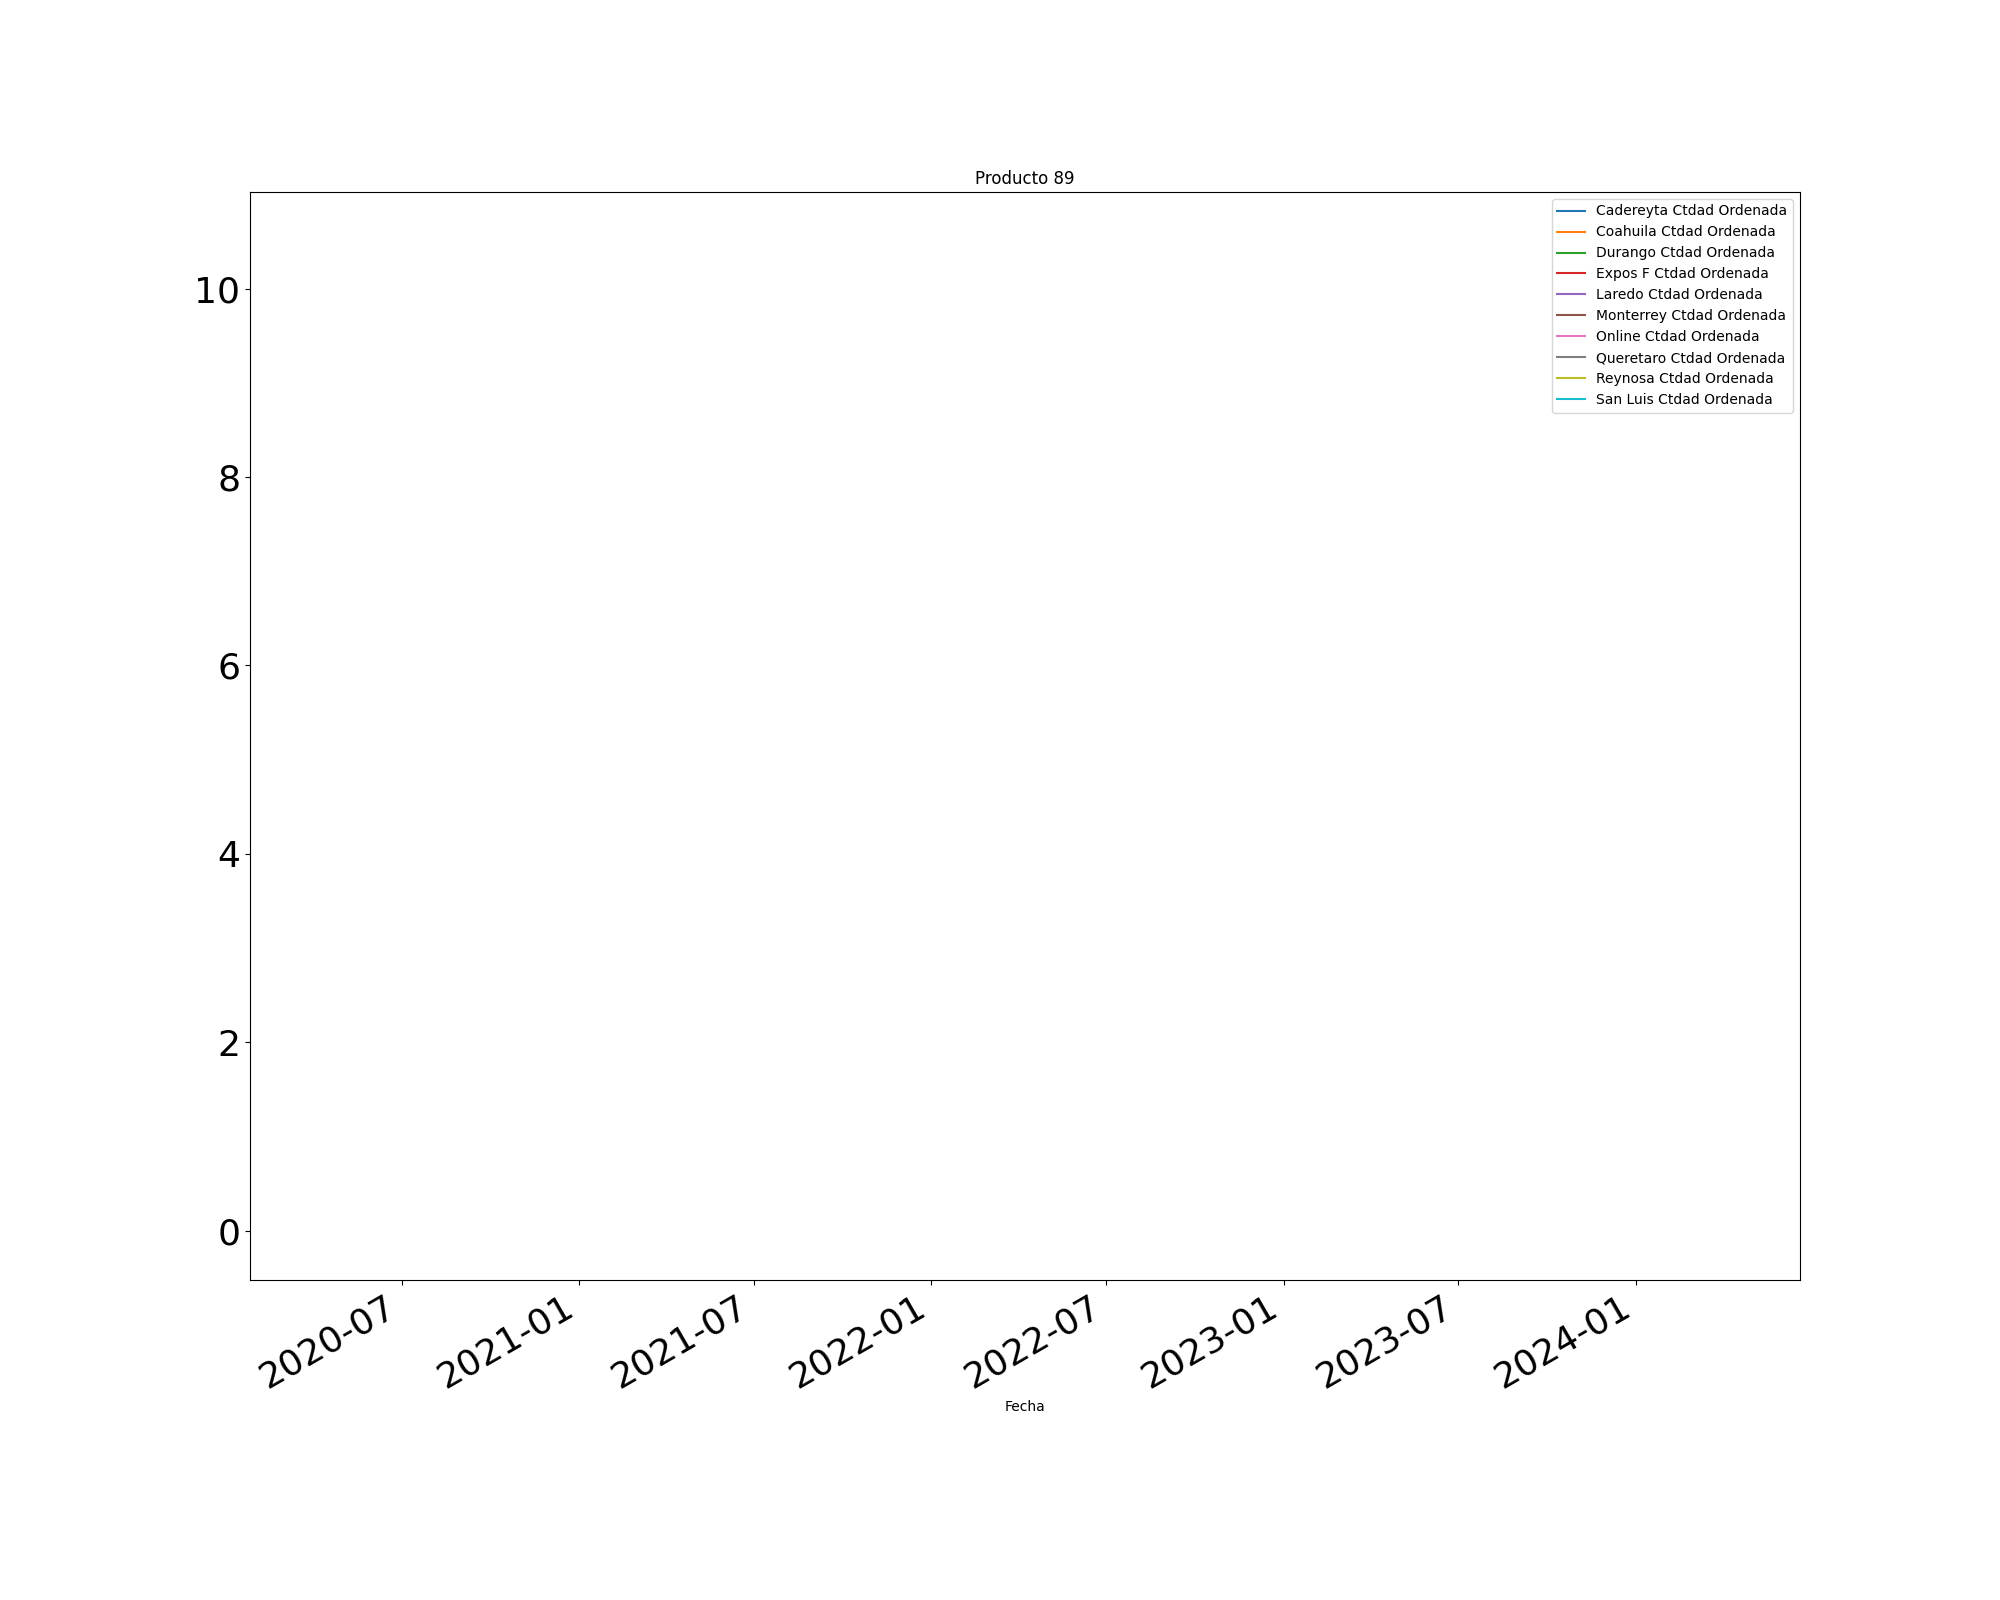 Producto 89
Cadereyta Ctdad Ordenada
Coahuila Ctdad Ordenada
Durango Ctdad Ordenada
Expos F Ctdad Ordenada
Laredo Ctdad Ordenada
Monterrey Ctdad Ordenada
Online Ctdad Ordenada
Queretaro Ctdad Ordenada
Reynosa Ctdad Ordenada
San Luis Ctdad Ordenada
10
8
6
4
2
0
2020-07 2021-01 2021-07 2022-01 2022-07 2023-01 2023-07 2024-01
Fecha